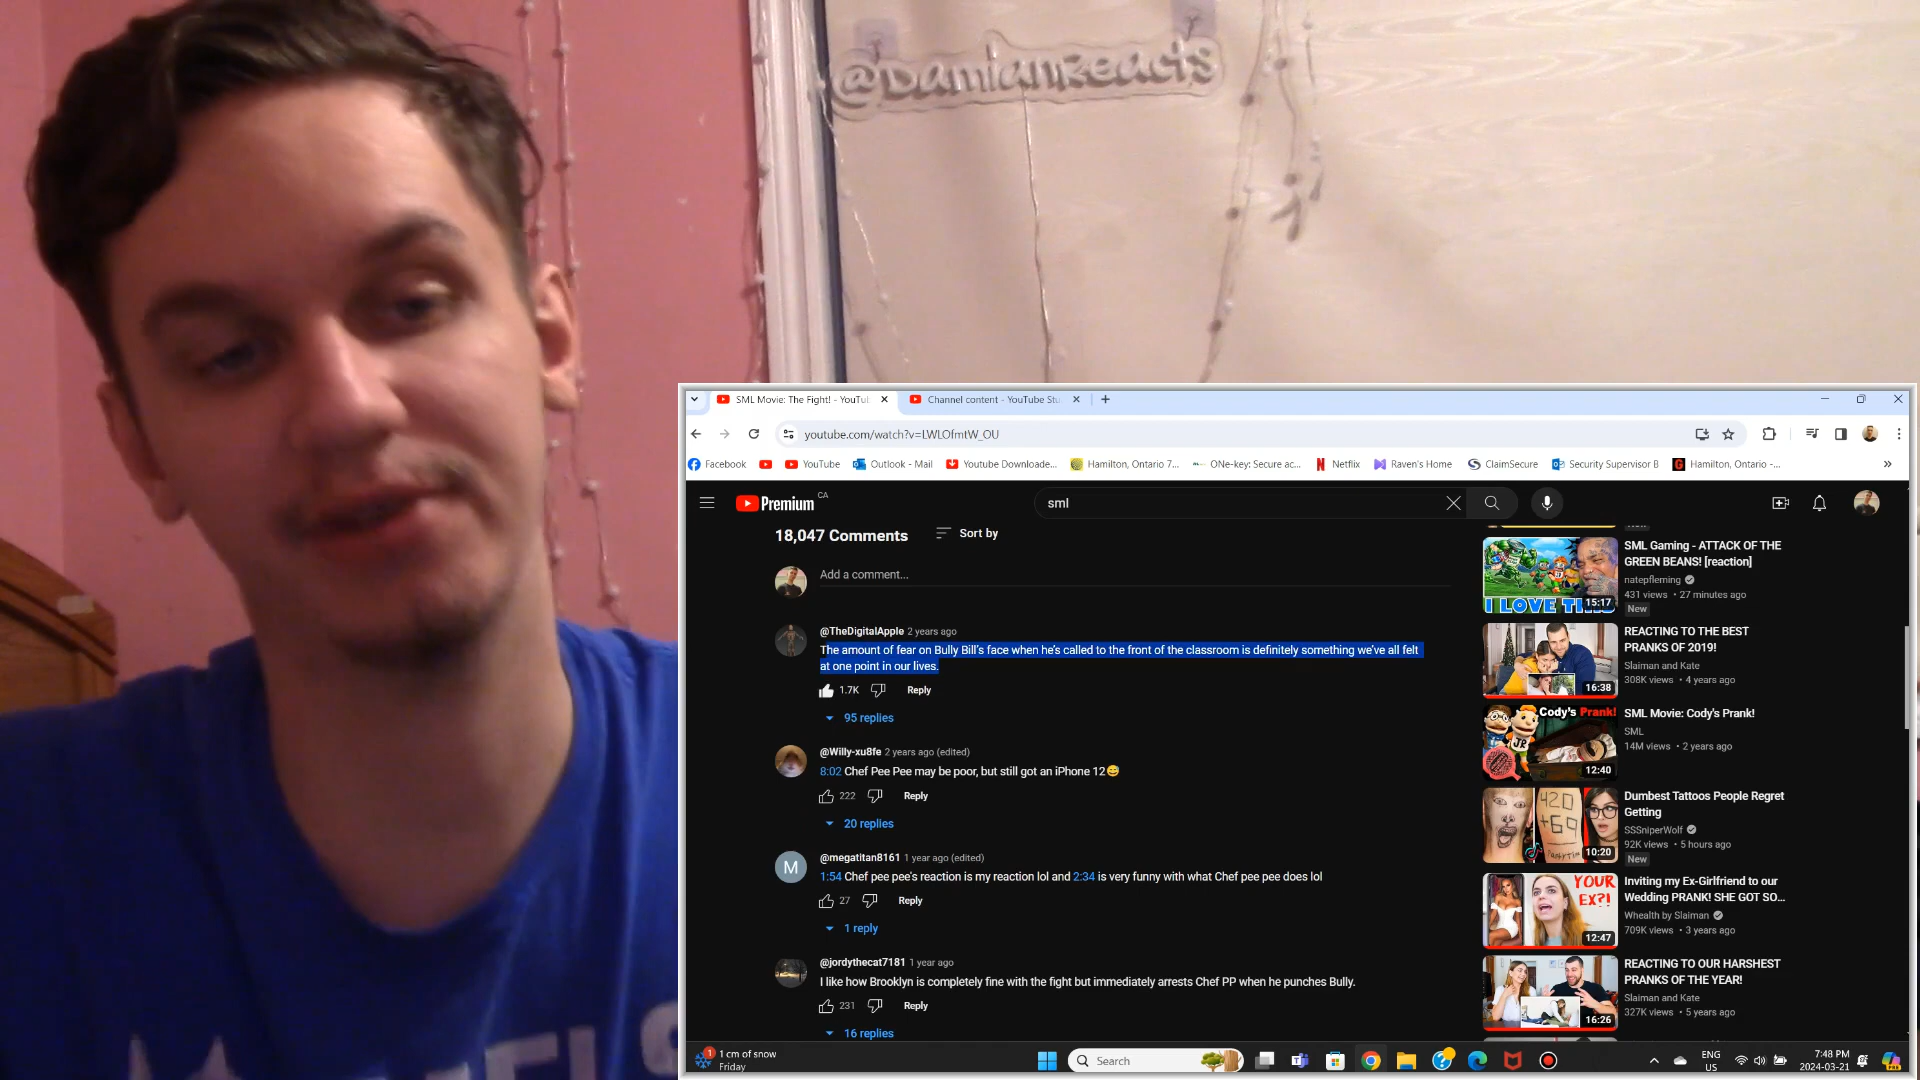 @DamianReacts
SML Movie: The Fight! - YouTu
Channel content - YouTube Stu
youtube.com/watch?v=LWLOfmtW_OU
Facebook
YouTube
Outlook - Mail
Youtube Downloade...
Hamilton, Ontario 7...
ONe-key: Secure ac...
Netflix
Raven's Home
ClaimSecure
Security Supervisor B
Hamilton, Ontario -...
Premium CA
sml
18,047 Comments
Sort by
Add a comment...
@TheDigitalApple 2 years ago
The amount of fear on Bully Bill's face when he's called to the front of the classroom is definitely something we've all felt
at one point in our lives.
1.7K Reply
95 replies
@Willy-xu8fe 2 years ago (edited)
8:02 Chef Pee Pee may be poor, but still got an iPhone 12😅
222 Reply
20 replies
M
@megatitan8161 1 year ago (edited)
1:54 Chef pee pee's reaction is my reaction lol and 2:34 is very funny with what Chef pee pee does lol
27 Reply
1 reply
@jordythecat7181 1 year ago
I like how Brooklyn is completely fine with the fight but immediately arrests Chef PP when he punches Bully.
231 Reply
16 replies
I LOVE THIS
15:17
SML Gaming - ATTACK OF THE
GREEN BEANS! [reaction]
natepfleming
431 views • 27 minutes ago
New
16:38
REACTING TO THE BEST
PRANKS OF 2019!
Slaiman and Kate
308K views • 4 years ago
Cody's Prank!
12:40
SML Movie: Cody's Prank!
SML
14M views • 2 years ago
420
+69
10:20
Dumbest Tattoos People Regret
Getting
SSSniperWolf
92K views • 5 hours ago
New
YOUR
EX?!
12:47
Inviting my Ex-Girlfriend to our
Wedding PRANK! SHE GOT SO...
Whealth by Slaiman
709K views • 3 years ago
16:26
REACTING TO OUR HARSHEST
PRANKS OF THE YEAR!
Slaiman and Kate
327K views • 5 years ago
1
1 cm of snow
Friday
Search
ENG
US
7:48 PM
2024-03-21